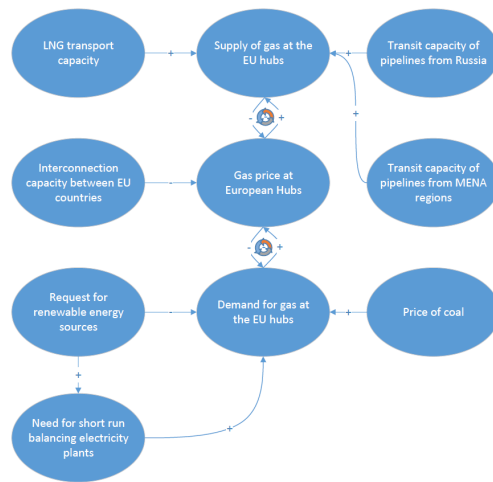 LNG transport
capacity
+
Supply of gas at the
EU hubs
+
Transit capacity of
pipelines from Russia
+
-
+
Interconnection
capacity between EU
countries
-
Gas price at
European Hubs
Transit capacity of
pipelines from MENA
regions
-
+
Request for
renewable energy
sources
-
Demand for gas at
the EU hubs
+
Price of coal
+
Need for short run
balancing electricity
plants
+